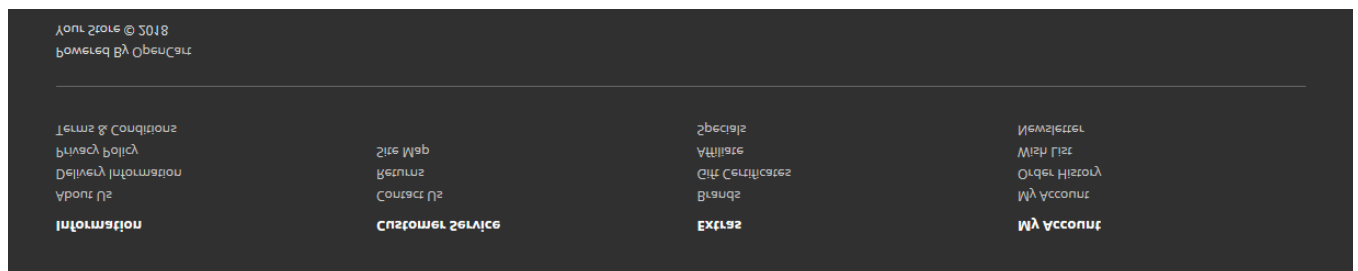 Information
About Us
Delivery Information
Privacy Policy
Terms & Conditions
Customer Service
Contact Us
Returns
Site Map
Extras
Brands
Gift Certificates
Affiliate
Specials
My Account
My Account
Order History
Wish List
Newsletter
Powered By OpenCart
Your Store © 2018